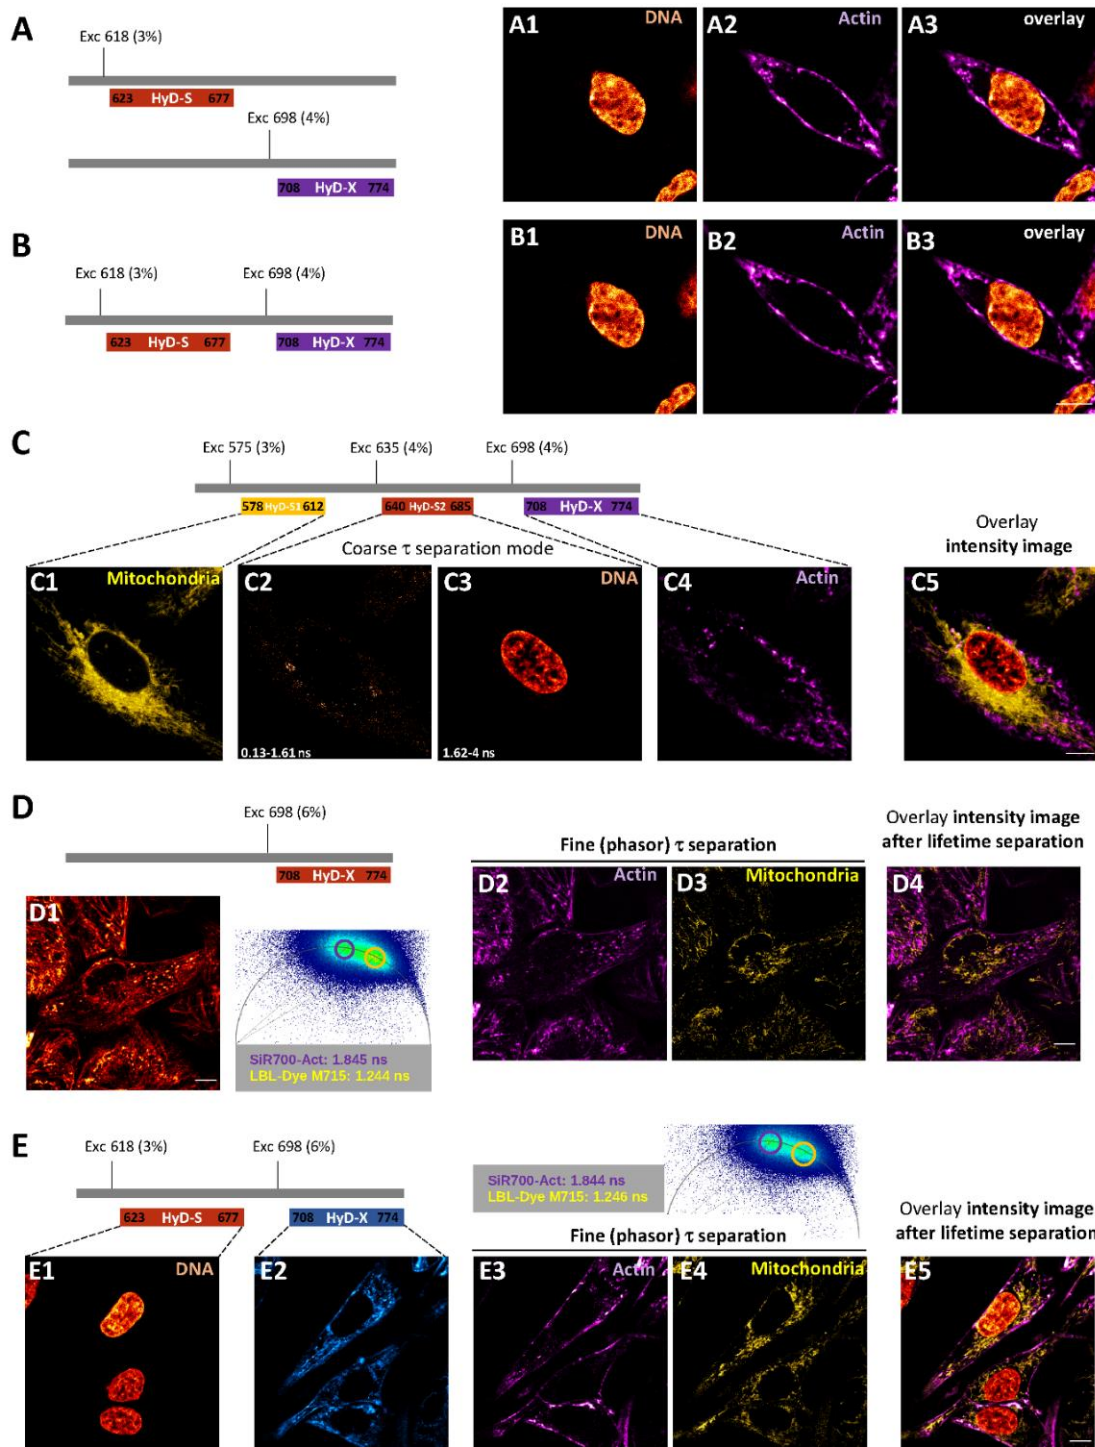 A
Exc 618 (3%)
623 HyD-S 677
Exc 698 (4%)
708 HyD-X 774
A1 DNA
A2 Actin
A3 overlay
B
Exc 618 (3%)
Exc 698 (4%)
623 HyD-S 677
708 HyD-X 774
B1 DNA
B2 Actin
B3 overlay
C
Exc 575 (3%)
Exc 635 (4%)
Exc 698 (4%)
578 HyD-S1 612
640 HyD-S2 685
708 HyD-X 774
Coarse τ separation mode
Overlay
intensity image
C1 Mitochondria
C2
0.13-1.61 ns
C3 DNA
1.62-4 ns
C4 Actin
C5
D
Exc 698 (6%)
708 HyD-X 774
D1
SiR700-Act: 1.845 ns
LBL-Dye M715: 1.244 ns
Fine (phasor) τ separation
D2 Actin
D3 Mitochondria
Overlay intensity image
after lifetime separation
D4
E
Exc 618 (3%)
Exc 698 (6%)
623 HyD-S 677
708 HyD-X 774
SiR700-Act: 1.844 ns
LBL-Dye M715: 1.246 ns
Fine (phasor) τ separation
Overlay intensity image
after lifetime separation
E1 DNA
E2
E3 Actin
E4 Mitochondria
E5